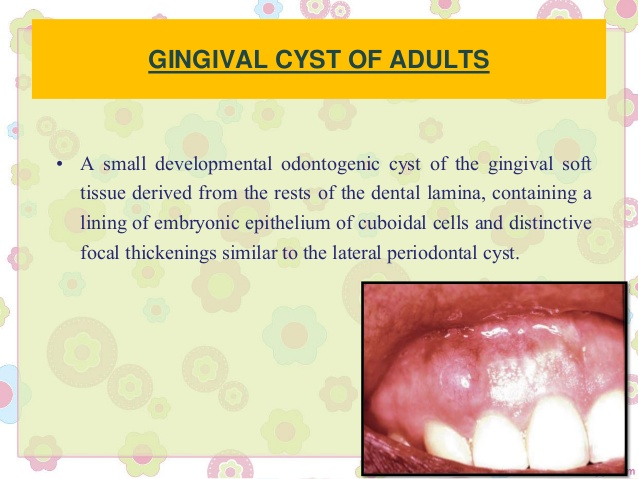 GINGIVAL CYST OF ADULTS
• A small developmental odontogenic cyst of the gingival soft
tissue derived from the rests of the dental lamina, containing a
lining of embryonic epithelium of cuboidal cells and distinctive
focal thickenings similar to the lateral periodontal cyst.